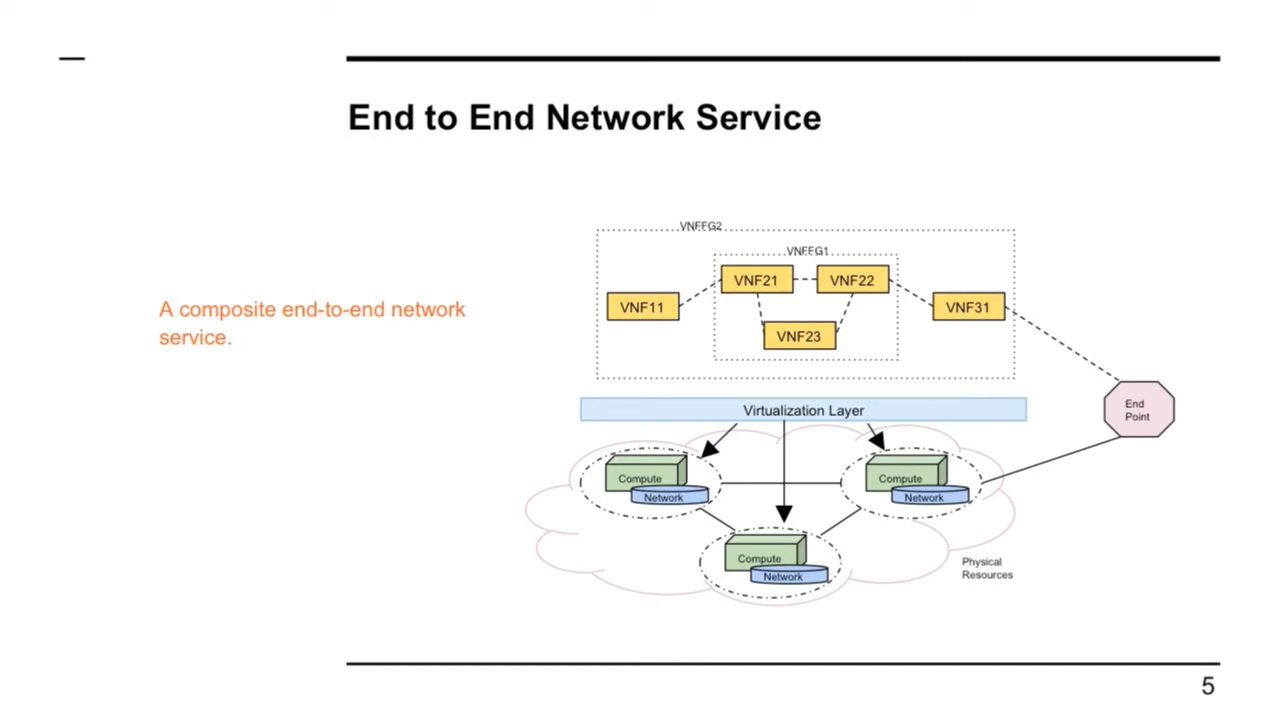 End to End Network Service
A composite end-to-end network
service.
VNFFG2
VNFFG1
VNF21
VNF22
VNF11
VNF31
VNF23
Virtualization Layer
End
Point
Compute
Network
Compute
Network
Compute
Network
Physical
Resources
5